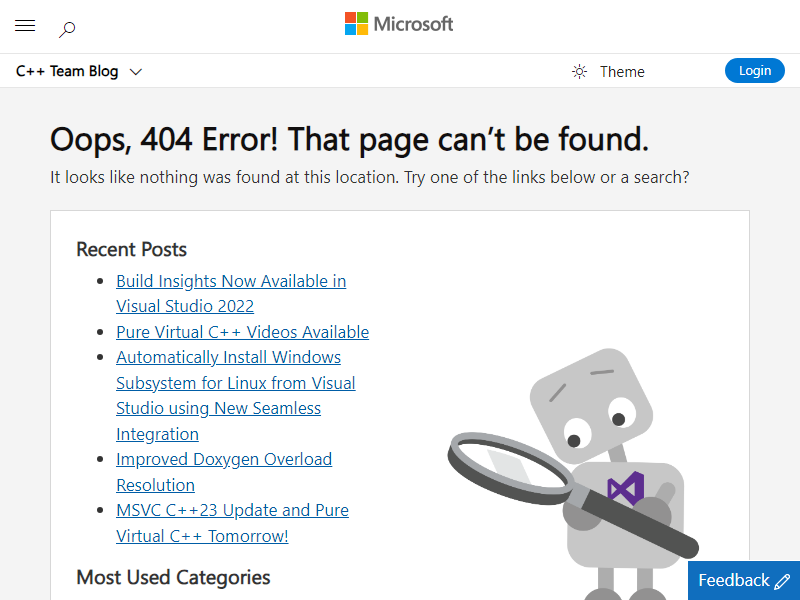 Microsoft
C++ Team Blog
Theme
Login
Oops, 404 Error! That page can’t be found.
It looks like nothing was found at this location. Try one of the links below or a search?
Recent Posts
Build Insights Now Available in
Visual Studio 2022
Pure Virtual C++ Videos Available
Automatically Install Windows
Subsystem for Linux from Visual
Studio using New Seamless
Integration
Improved Doxygen Overload
Resolution
MSVC C++23 Update and Pure
Virtual C++ Tomorrow!
Most Used Categories
Feedback